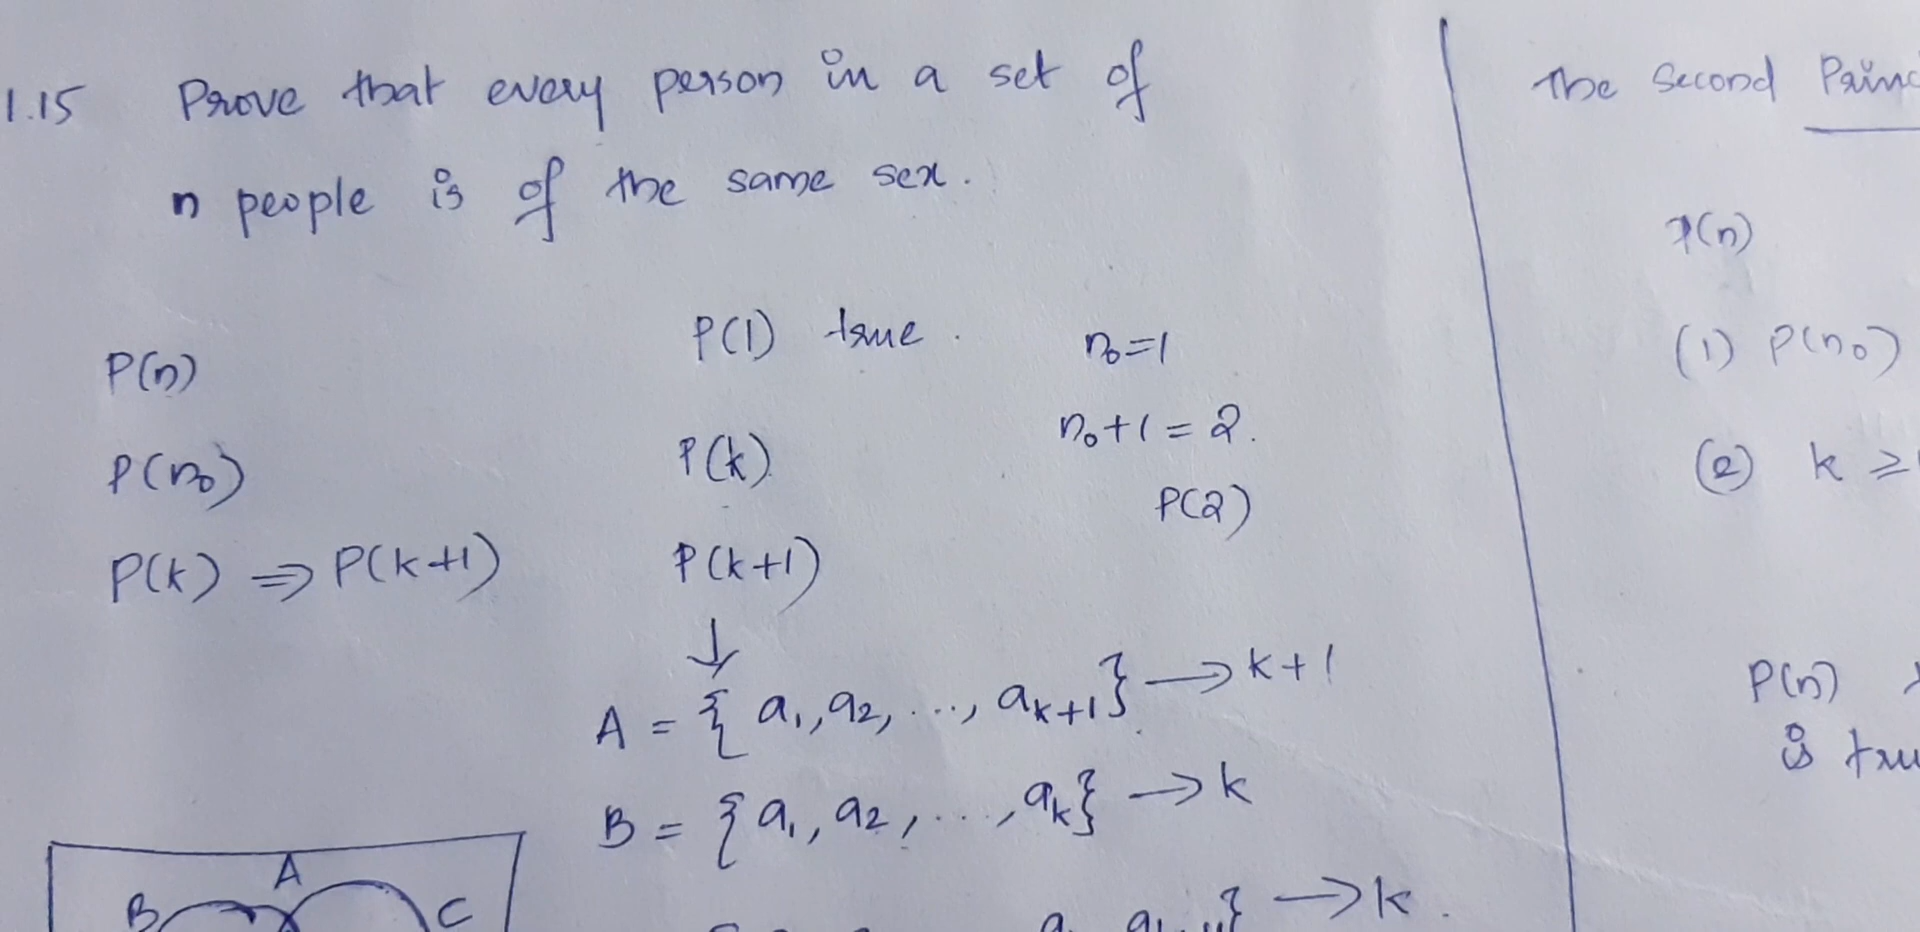 1.15 Prove that every person in a set of
n people is of the same sex.
P(n)
P(n₀)
P(k) ⇒ P(k+1)
P(1) true.
P(k)
P(k+1)
↓
A = { a₁, a₂, ..., aₖ₊₁} → k+1
B = { a₁, a₂, ..., aₖ} → k
} → k.
n₀=1
n₀+1 = 2.
P(2)
A
B C
The Second
P(n)
(1) P(n₀)
(2) k ≥
P(n)
is